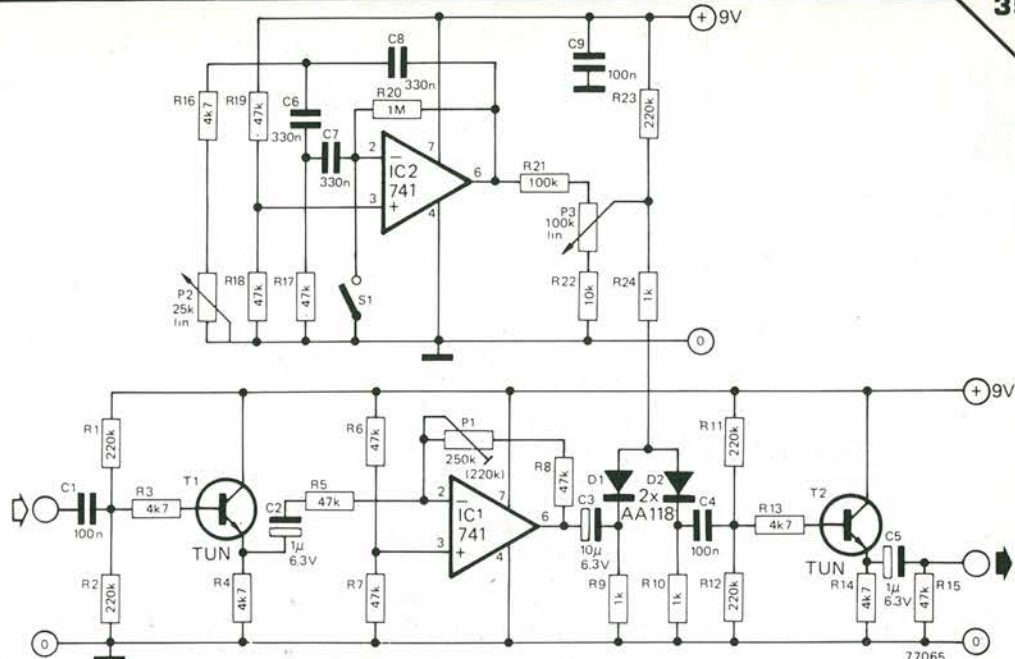 35
+ 9V
C8
330n
C9
100n
R16
4k7
R19
47k
C6
330n
R20
1M
R23
220k
C7
330n
2
7
IC2
741
6
3
+
4
R21
100k
P3
100k
lin
P2
25k
lin
R18
47k
R17
47k
S1
R22
10k
R24
1k
0
+ 9V
R1
220k
R6
47k
P1
250k
(220k)
R11
220k
T1
R5
47k
R8
47k
D1
D2
2x
AA118
T2
C1
100n
R3
4k7
C2
1µ
6.3V
2
7
IC1
741
6
3
+
4
C3
10µ
6.3V
C4
100n
R13
4k7
TUN
TUN
C5
1µ
6.3V
R2
220k
R4
4k7
R7
47k
R9
1k
R10
1k
R12
220k
R14
4k7
R15
47k
0
0
77065